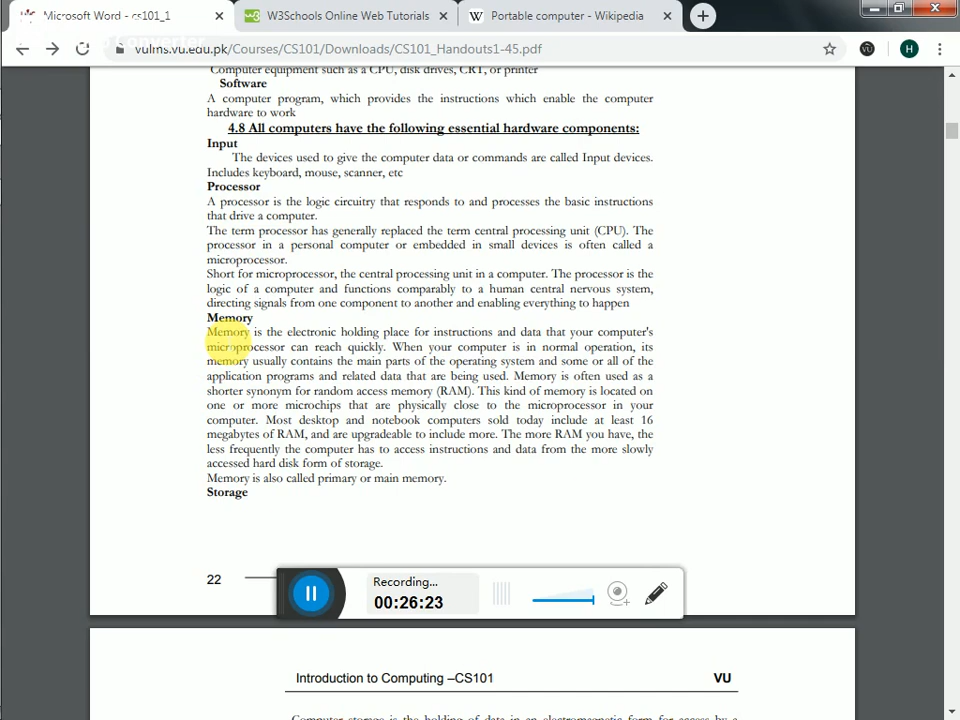 Microsoft Word - cs101_1
W3Schools Online Web Tutorials
Portable computer - Wikipedia
vulms.vu.edu.pk/Courses/CS101/Downloads/CS101_Handouts1-45.pdf
H
Computer equipment such as a CPU, disk drives, CRT, or printer
Software
A computer program, which provides the instructions which enable the computer
hardware to work
4.8 All computers have the following essential hardware components:
Input
The devices used to give the computer data or commands are called Input devices.
Includes keyboard, mouse, scanner, etc
Processor
A processor is the logic circuitry that responds to and processes the basic instructions
that drive a computer.
The term processor has generally replaced the term central processing unit (CPU). The
processor in a personal computer or embedded in small devices is often called a
microprocessor.
Short for microprocessor, the central processing unit in a computer. The processor is the
logic of a computer and functions comparably to a human central nervous system,
directing signals from one component to another and enabling everything to happen
Memory
Memory is the electronic holding place for instructions and data that your computer's
microprocessor can reach quickly. When your computer is in normal operation, its
memory usually contains the main parts of the operating system and some or all of the
application programs and related data that are being used. Memory is often used as a
shorter synonym for random access memory (RAM). This kind of memory is located on
one or more microchips that are physically close to the microprocessor in your
computer. Most desktop and notebook computers sold today include at least 16
megabytes of RAM, and are upgradeable to include more. The more RAM you have, the
less frequently the computer has to access instructions and data from the more slowly
accessed hard disk form of storage.
Memory is also called primary or main memory.
Storage
22
Recording...
00:26:23
Introduction to Computing –CS101 VU
Computer storage is the holding of data in an electromagnetic form for access by a